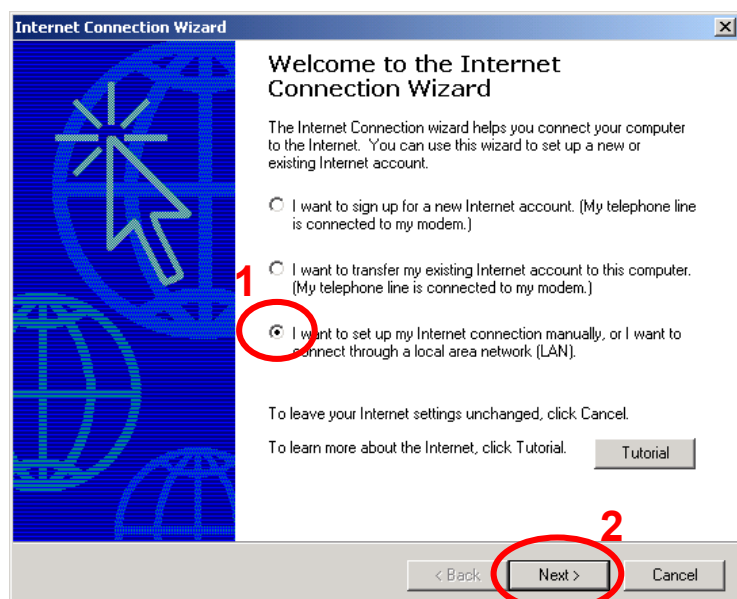 Internet Connection Wizard
Welcome to the Internet
Connection Wizard
The Internet Connection wizard helps you connect your computer
to the Internet. You can use this wizard to set up a new or
existing Internet account.
I want to sign up for a new Internet account. (My telephone line
is connected to my modem.)
1
I want to transfer my existing Internet account to this computer.
(My telephone line is connected to my modem.)
I want to set up my Internet connection manually, or I want to
connect through a local area network (LAN).
To leave your Internet settings unchanged, click Cancel.
To learn more about the Internet, click Tutorial.
Tutorial
2
< Back
Next >
Cancel